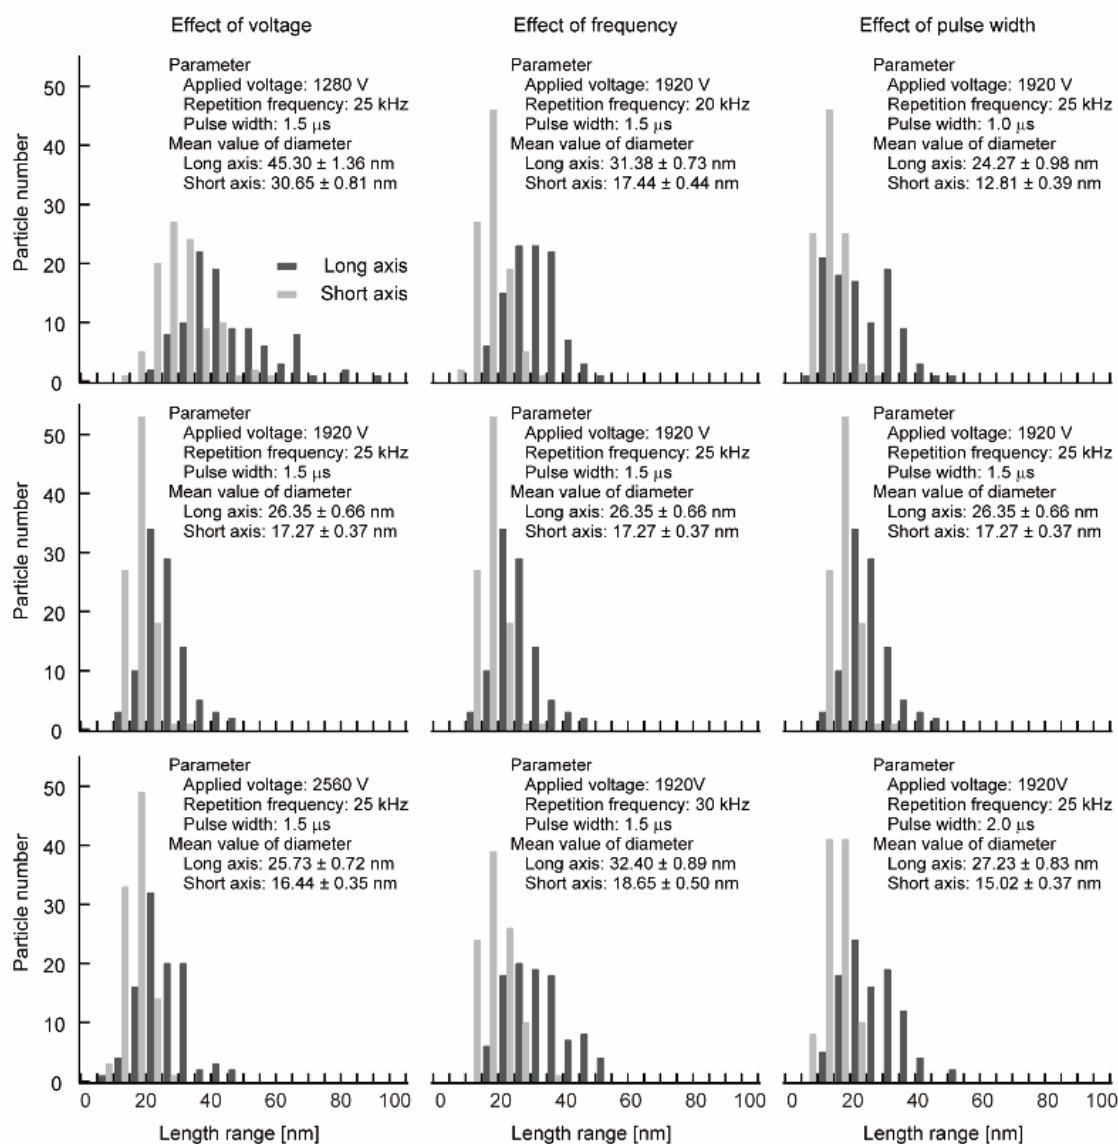 Effect of voltage
Effect of frequency
Effect of pulse width
Particle number
50
40
30
20
10
0
Parameter
Applied voltage: 1280 V
Repetition frequency: 25 kHz
Pulse width: 1.5 μs
Mean value of diameter
Long axis: 45.30 ± 1.36 nm
Short axis: 30.65 ± 0.81 nm
Long axis
Short axis
Parameter
Applied voltage: 1920 V
Repetition frequency: 20 kHz
Pulse width: 1.5 μs
Mean value of diameter
Long axis: 31.38 ± 0.73 nm
Short axis: 17.44 ± 0.44 nm
Parameter
Applied voltage: 1920 V
Repetition frequency: 25 kHz
Pulse width: 1.0 μs
Mean value of diameter
Long axis: 24.27 ± 0.98 nm
Short axis: 12.81 ± 0.39 nm
Particle number
50
40
30
20
10
0
Parameter
Applied voltage: 1920 V
Repetition frequency: 25 kHz
Pulse width: 1.5 μs
Mean value of diameter
Long axis: 26.35 ± 0.66 nm
Short axis: 17.27 ± 0.37 nm
Parameter
Applied voltage: 1920 V
Repetition frequency: 25 kHz
Pulse width: 1.5 μs
Mean value of diameter
Long axis: 26.35 ± 0.66 nm
Short axis: 17.27 ± 0.37 nm
Parameter
Applied voltage: 1920 V
Repetition frequency: 25 kHz
Pulse width: 1.5 μs
Mean value of diameter
Long axis: 26.35 ± 0.66 nm
Short axis: 17.27 ± 0.37 nm
Particle number
50
40
30
20
10
0
Parameter
Applied voltage: 2560 V
Repetition frequency: 25 kHz
Pulse width: 1.5 μs
Mean value of diameter
Long axis: 25.73 ± 0.72 nm
Short axis: 16.44 ± 0.35 nm
Parameter
Applied voltage: 1920V
Repetition frequency: 30 kHz
Pulse width: 1.5 μs
Mean value of diameter
Long axis: 32.40 ± 0.89 nm
Short axis: 18.65 ± 0.50 nm
Parameter
Applied voltage: 1920V
Repetition frequency: 25 kHz
Pulse width: 2.0 μs
Mean value of diameter
Long axis: 27.23 ± 0.83 nm
Short axis: 15.02 ± 0.37 nm
0 20 40 60 80 100
0 20 40 60 80 100
0 20 40 60 80 100
Length range [nm]
Length range [nm]
Length range [nm]